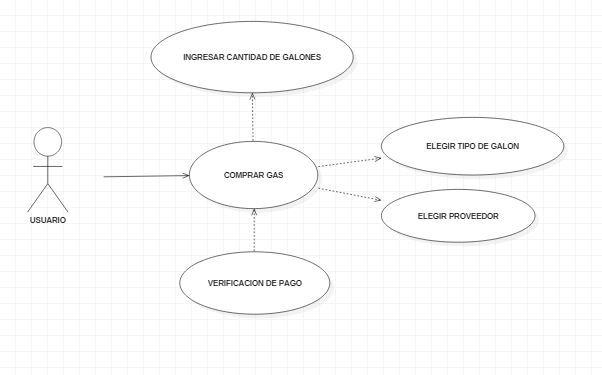 INGRESAR CANTIDAD DE GALONES
ELEGIR TIPO DE GALON
COMPRAR GAS
ELEGIR PROVEEDOR
USUARIO
VERIFICACION DE PAGO